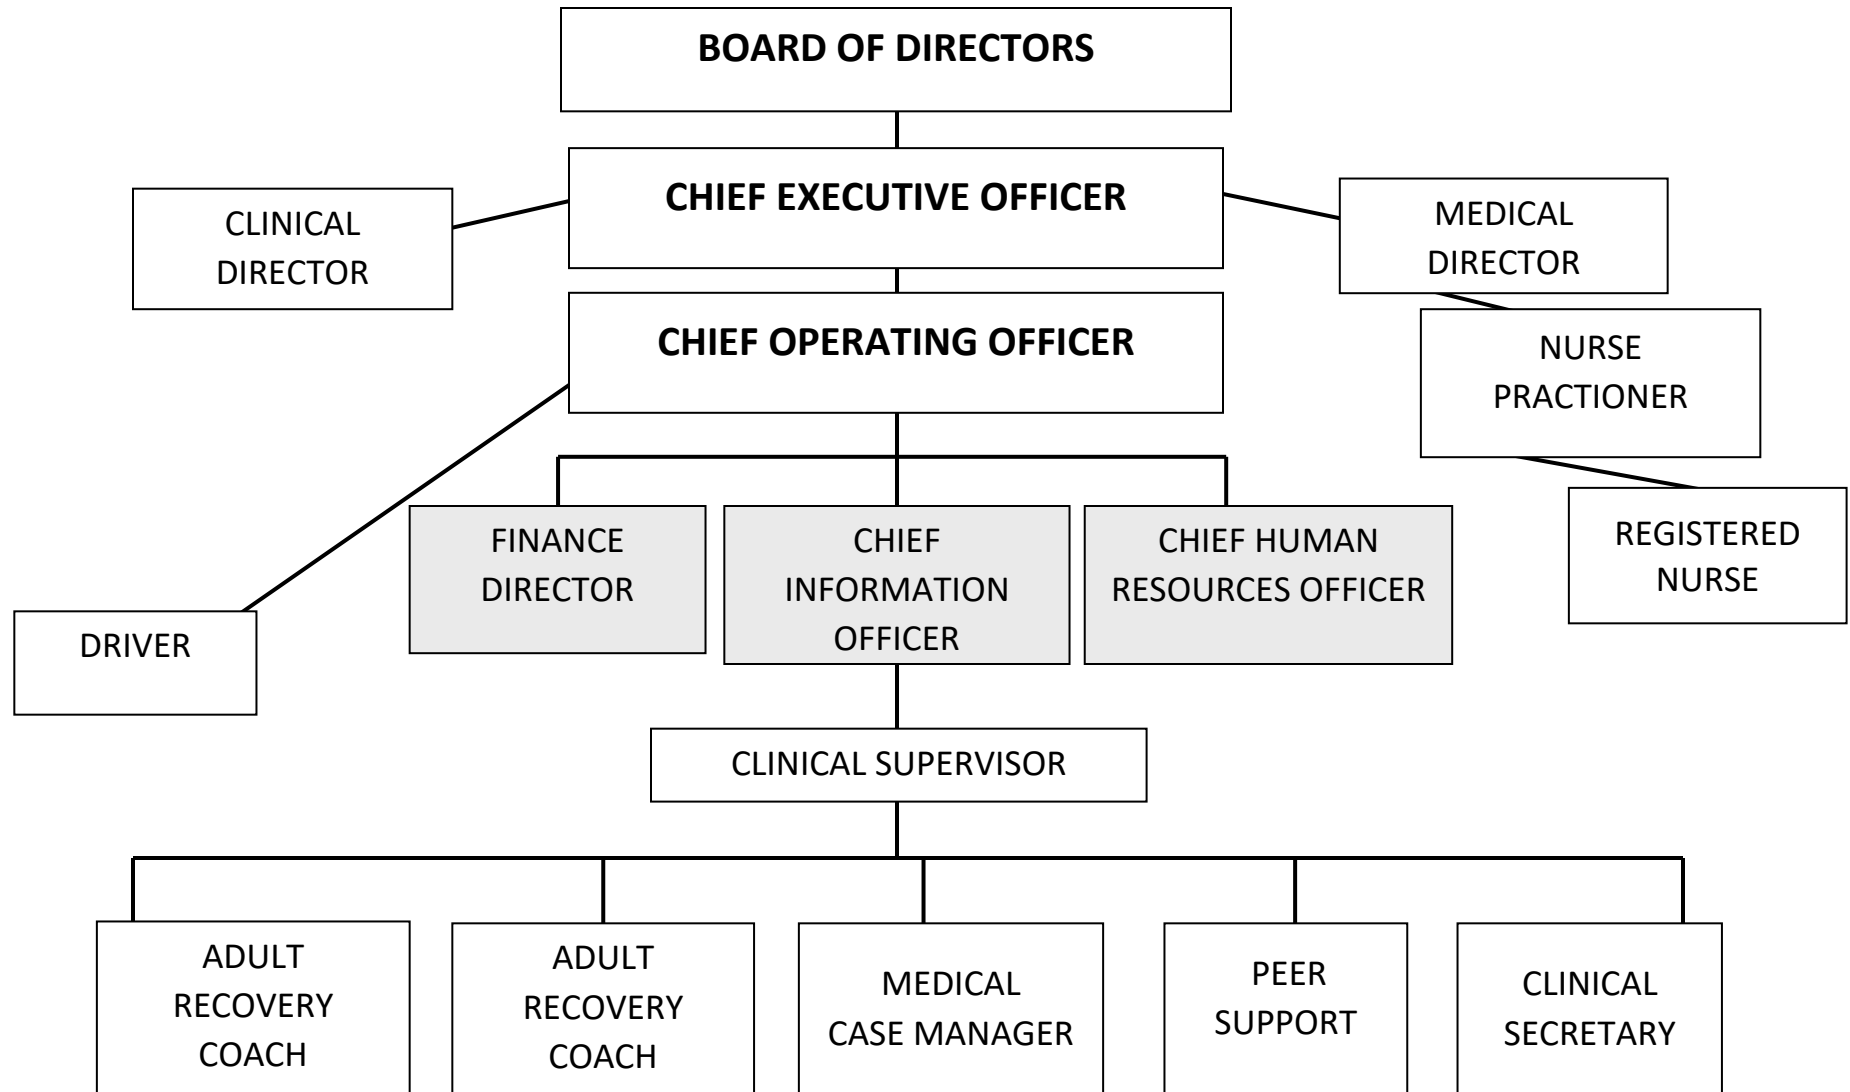 BOARD OF DIRECTORS
CHIEF EXECUTIVE OFFICER
CLINICAL
DIRECTOR
MEDICAL
DIRECTOR
CHIEF OPERATING OFFICER
NURSE
PRACTIONER
FINANCE
DIRECTOR
CHIEF
INFORMATION
OFFICER
CHIEF HUMAN
RESOURCES OFFICER
REGISTERED
NURSE
DRIVER
CLINICAL SUPERVISOR
ADULT
RECOVERY
COACH
ADULT
RECOVERY
COACH
MEDICAL
CASE MANAGER
PEER
SUPPORT
CLINICAL
SECRETARY